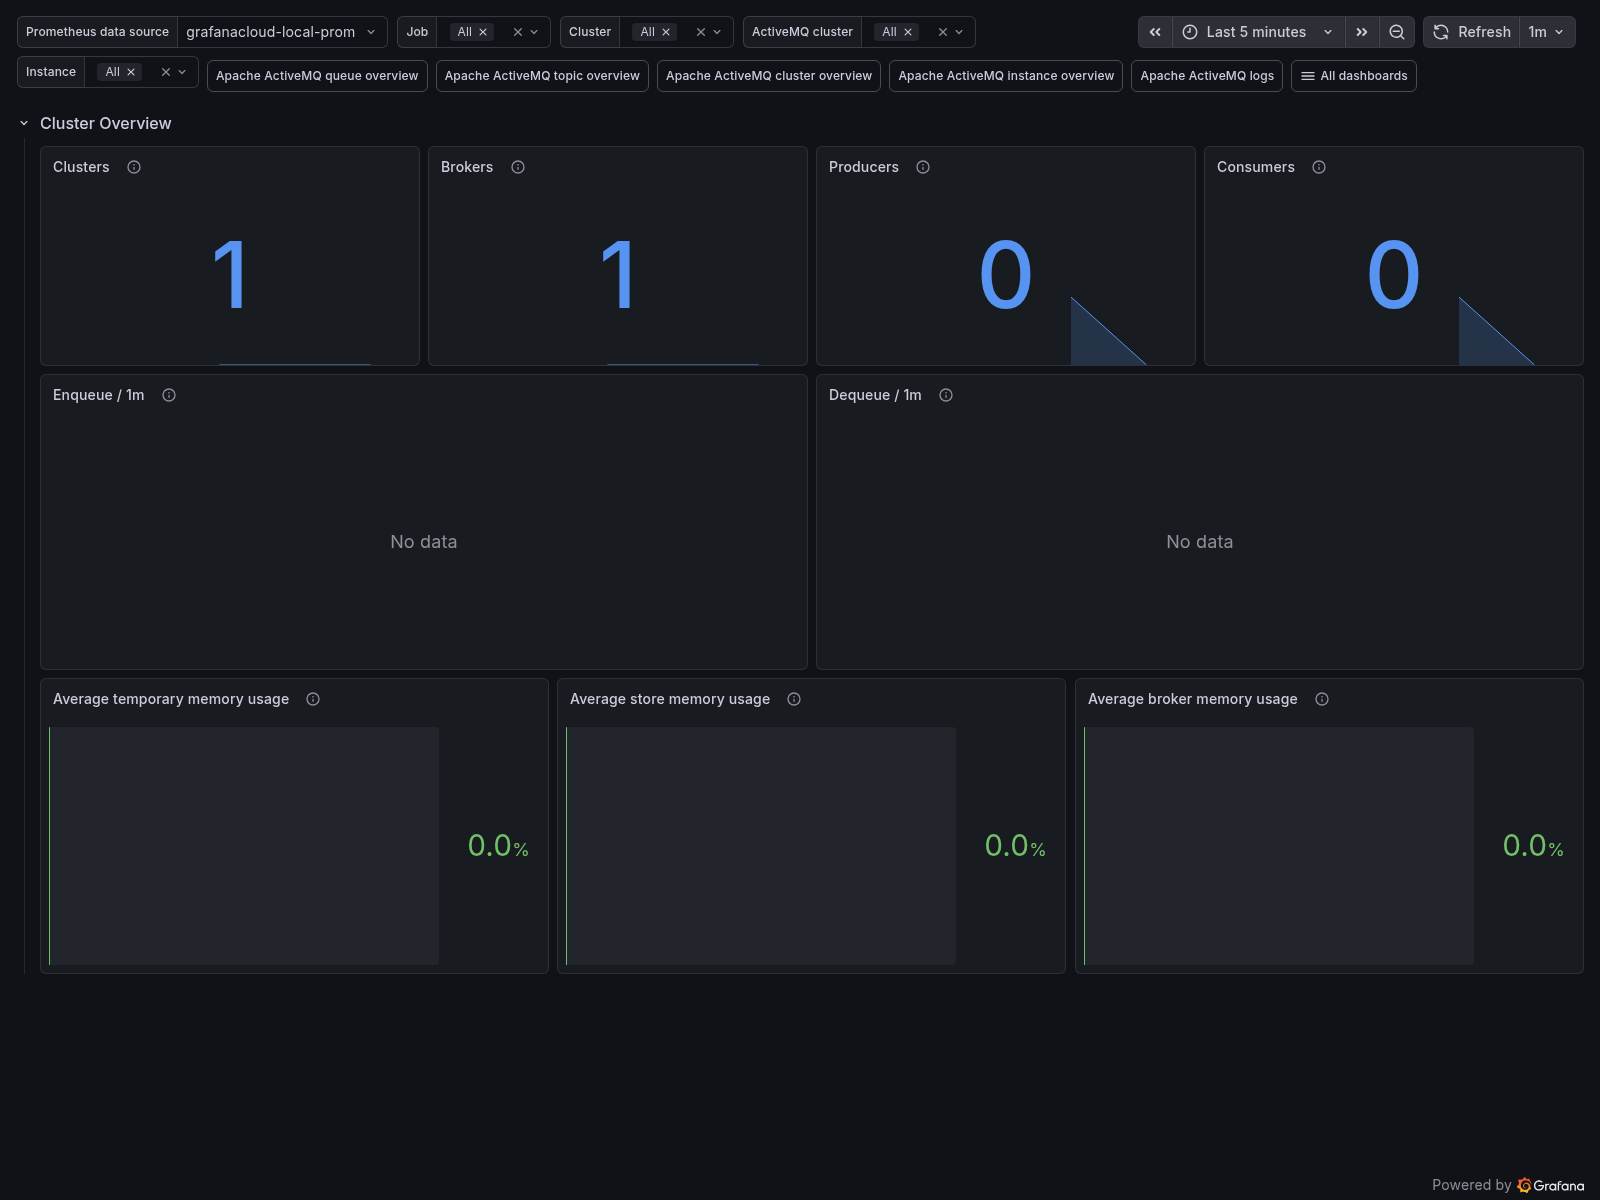 Prometheus data source grafanacloud-local-prom Job All Cluster All ActiveMQ cluster All Last 5 minutes Refresh 1m
Instance All Apache ActiveMQ queue overview Apache ActiveMQ topic overview Apache ActiveMQ cluster overview Apache ActiveMQ instance overview Apache ActiveMQ logs All dashboards
Cluster Overview
Clusters Brokers Producers Consumers
1 1 0 0
Enqueue / 1m Dequeue / 1m
No data No data
Average temporary memory usage Average store memory usage Average broker memory usage
0.0% 0.0% 0.0%
Powered by Grafana